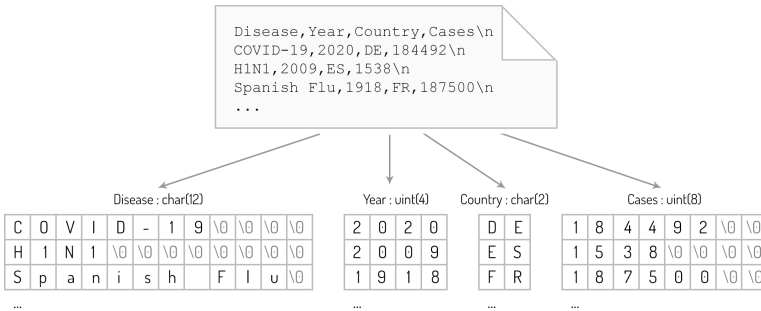 Disease,Year,Country,Cases\n
COVID-19,2020,DE,184492\n
H1N1,2009,ES,1538\n
Spanish Flu,1918,FR,187500\n
...
Disease : char(12) Year : uint(4) Country : char(2) Cases : uint(8)
C O V I D - 1 9 \0 \0 \0 \0 2 0 2 0 D E 1 8 4 4 9 2 \0 \0
H 1 N 1 \0 \0 \0 \0 \0 \0 \0 \0 2 0 0 9 E S 1 5 3 8 \0 \0 \0 \0
S p a n i s h F l u \0 1 9 1 8 F R 1 8 7 5 0 0 \0 \0
... ... ... ...